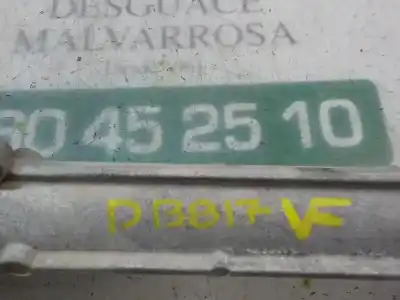 DESGUACE
MALVARROSA
60 45 25 10
DB817 VF